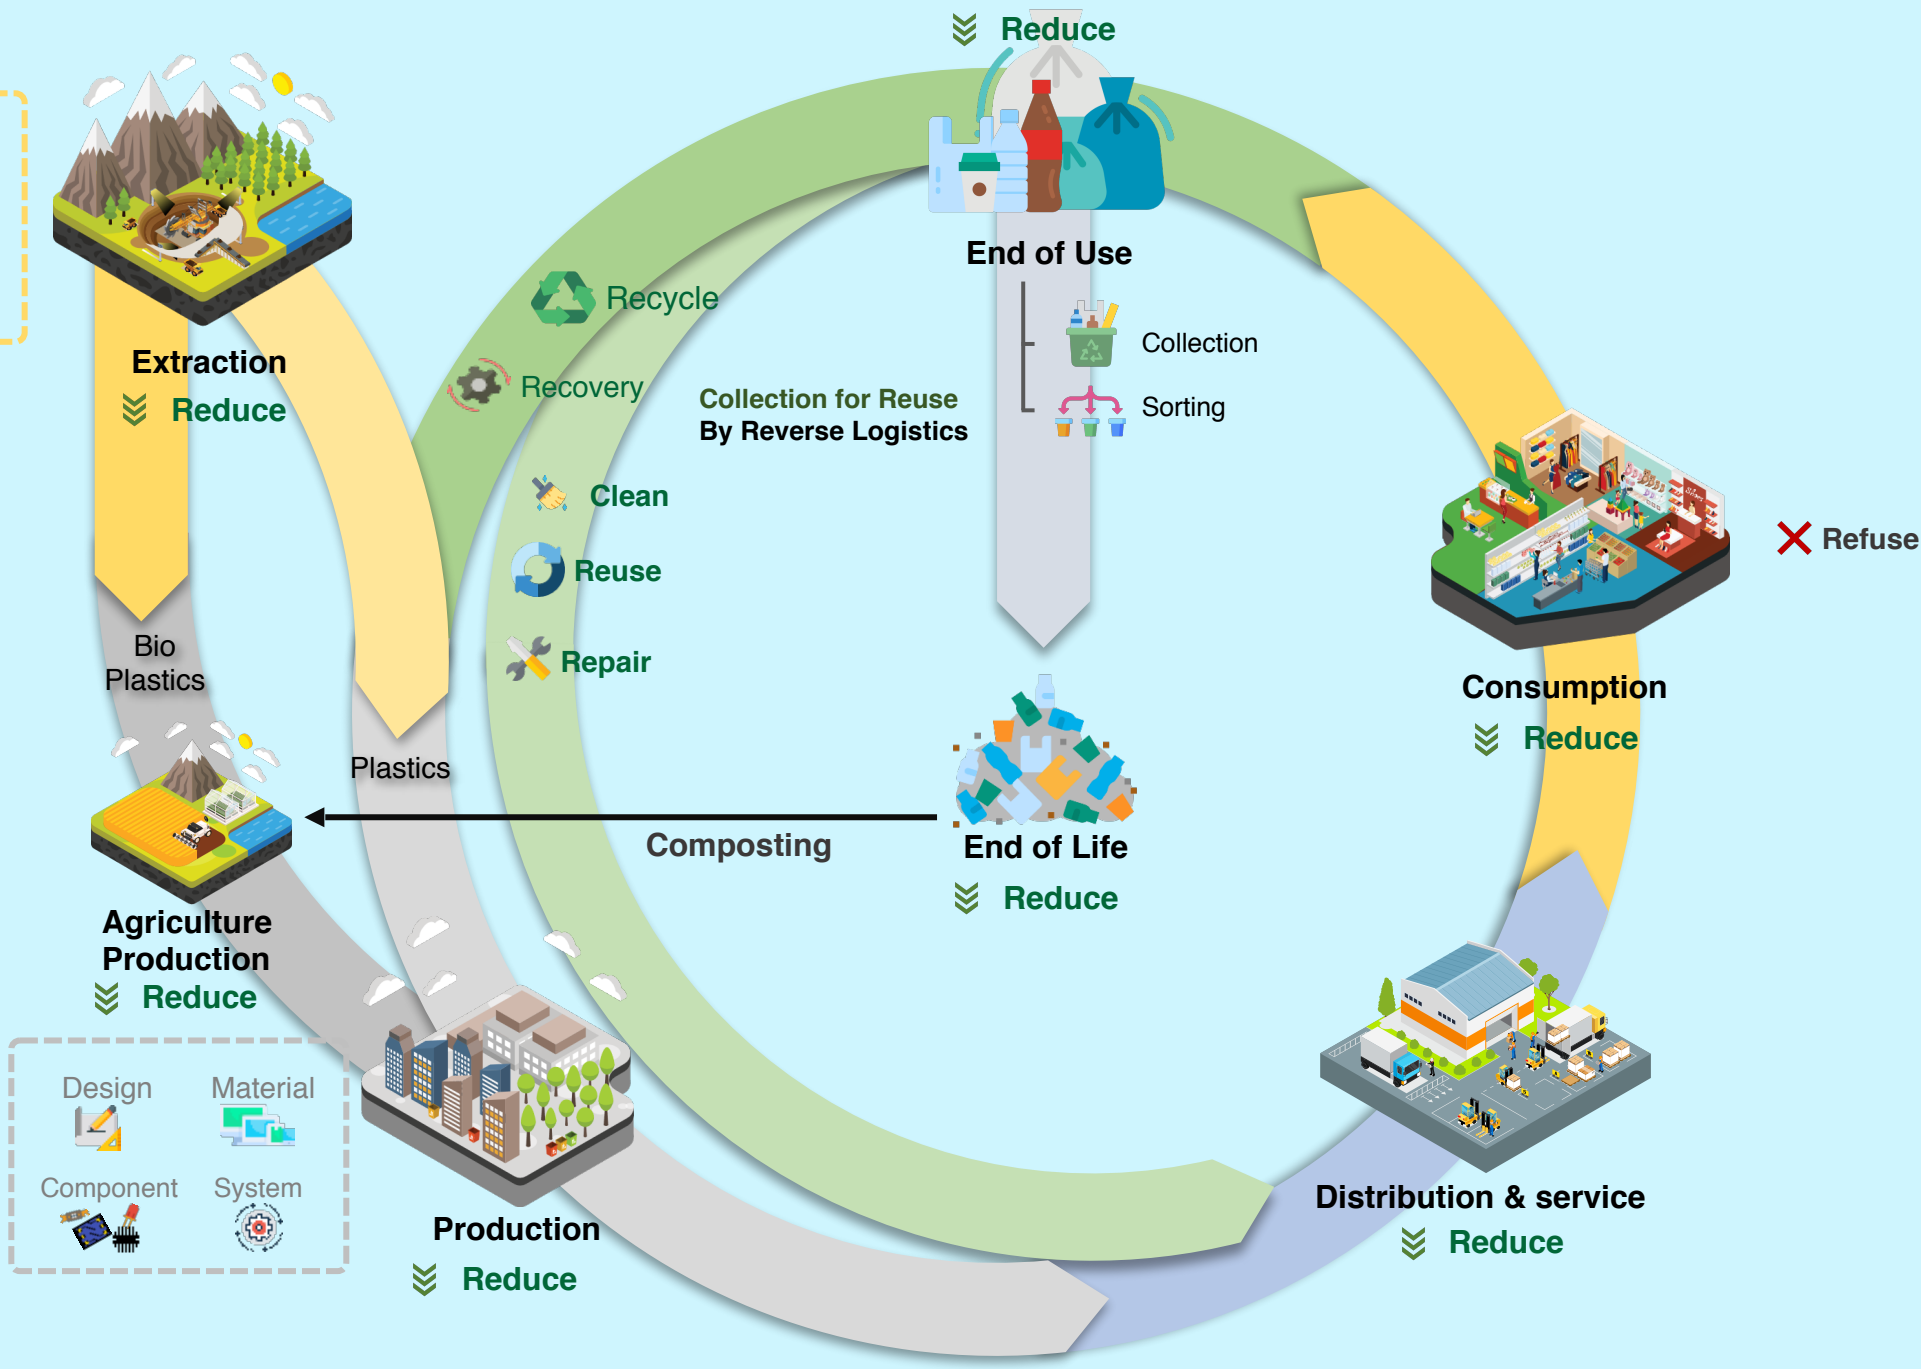 Reduce
End of Use
Collection
Sorting
Extraction
Reduce
Recycle
Recovery
Collection for Reuse
By Reverse Logistics
Clean
Reuse
Repair
Refuse
Bio
Plastics
Plastics
Consumption
Reduce
Composting
End of Life
Reduce
Agriculture
Production
Reduce
Design
Material
Component
System
Production
Reduce
Distribution & service
Reduce